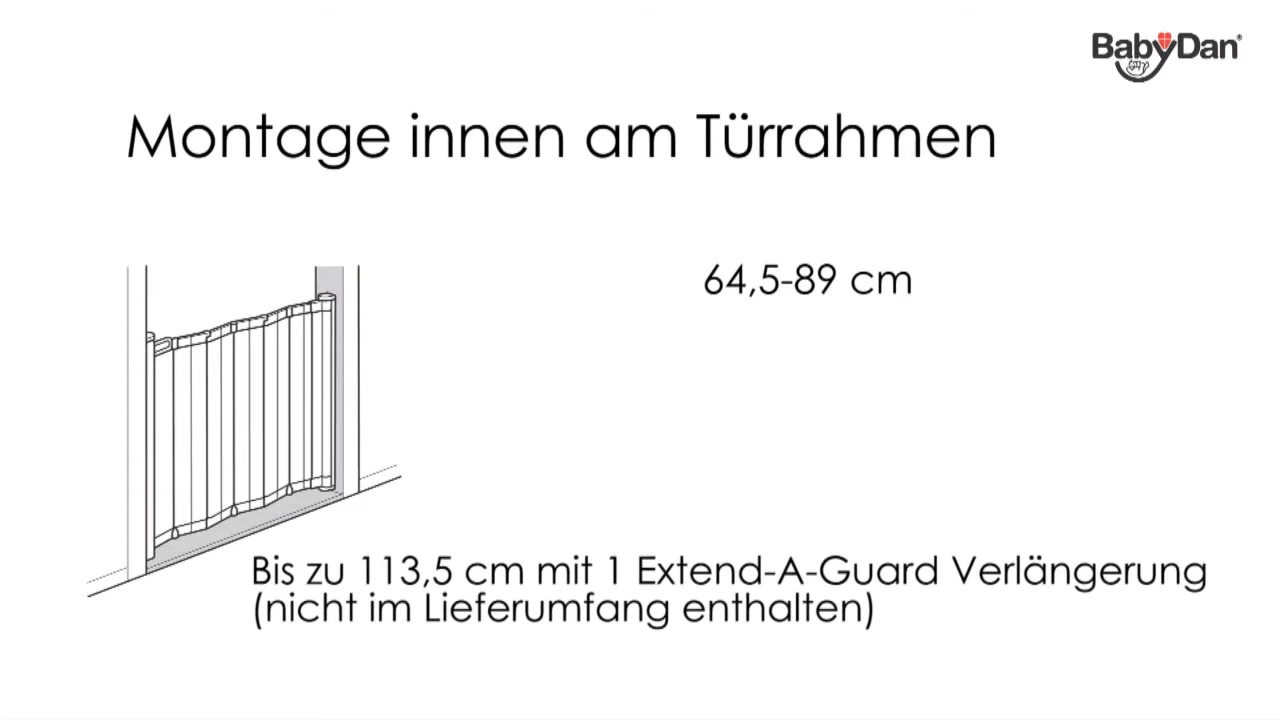 BabyDan®
Montage innen am Türrahmen
64,5-89 cm
Bis zu 113,5 cm mit 1 Extend-A-Guard Verlängerung
(nicht im Lieferumfang enthalten)